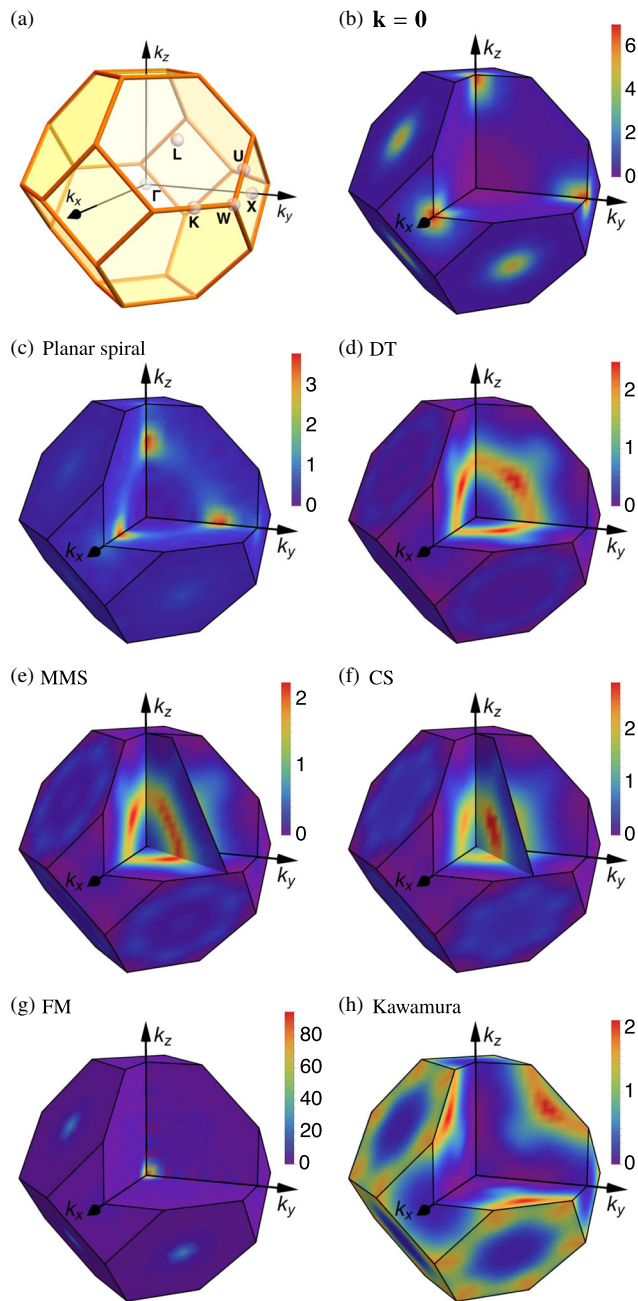 (a)
k_z
L
U
Γ
X
k_x
K
W
k_y
(b) k = 0
k_z
k_x
k_y
6
4
2
0
(c) Planar spiral
k_z
k_x
k_y
3
2
1
0
(d) DT
k_z
k_x
k_y
2
1
0
(e) MMS
k_z
k_x
k_y
2
1
0
(f) CS
k_z
k_x
k_y
2
1
0
(g) FM
k_z
k_x
k_y
80
60
40
20
0
(h) Kawamura
k_z
k_x
k_y
2
1
0